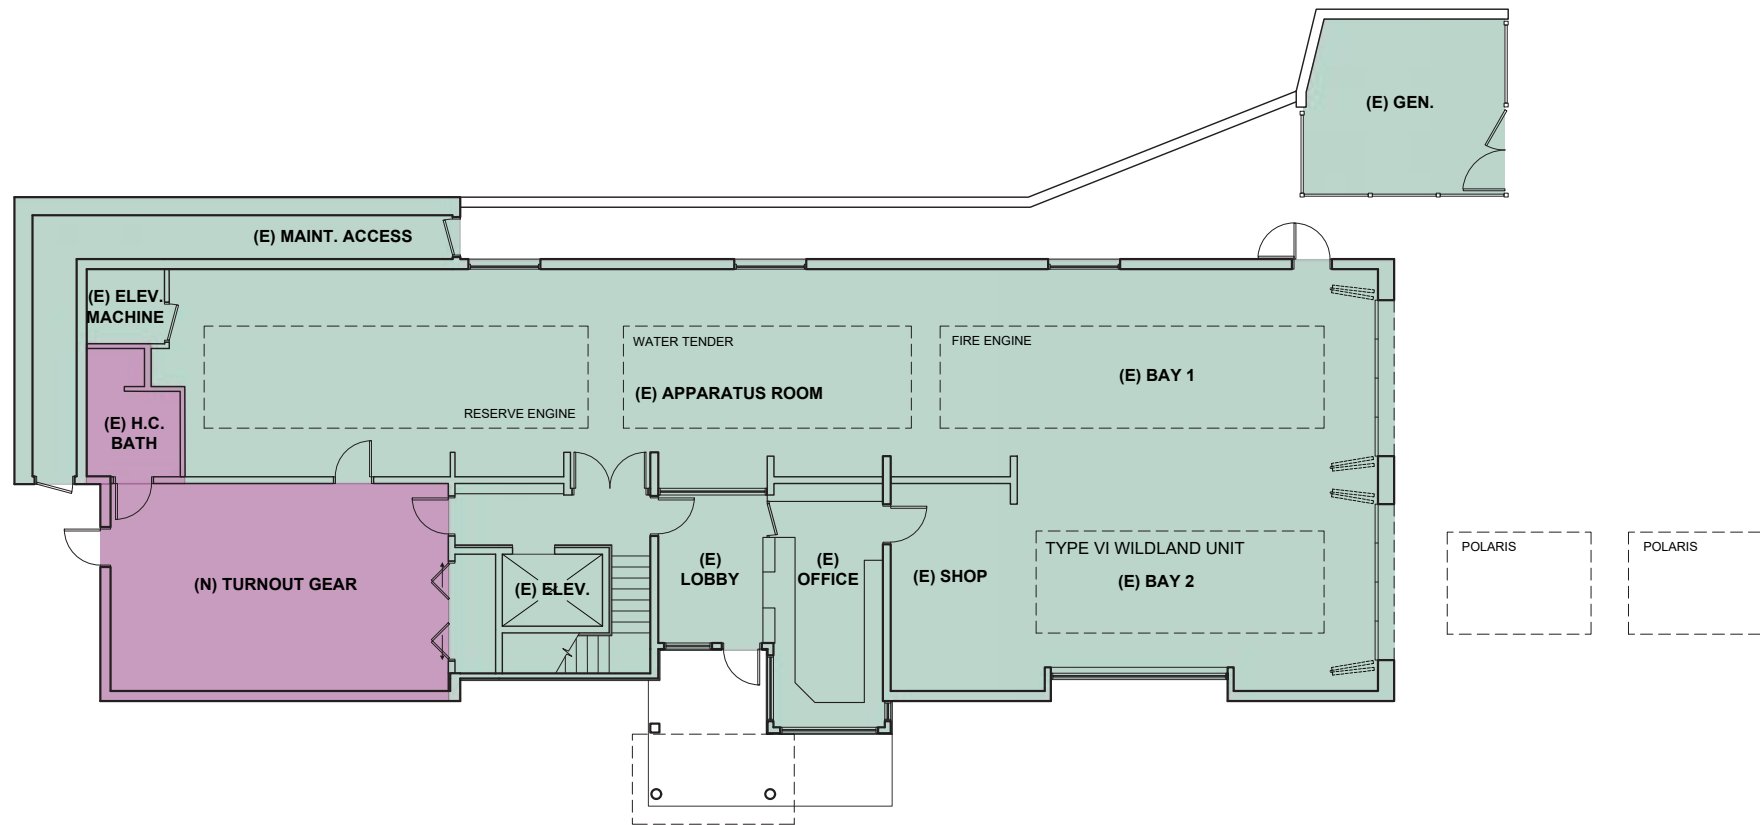 (E) GEN.
(E) MAINT. ACCESS
(E) ELEV.
MACHINE
WATER TENDER
FIRE ENGINE
(E) BAY 1
(E) APPARATUS ROOM
RESERVE ENGINE
(E) H.C.
BATH
TYPE VI WILDLAND UNIT
POLARIS
POLARIS
(N) TURNOUT GEAR
(E) ELEV.
(E)
LOBBY
(E)
OFFICE
(E) SHOP
(E) BAY 2